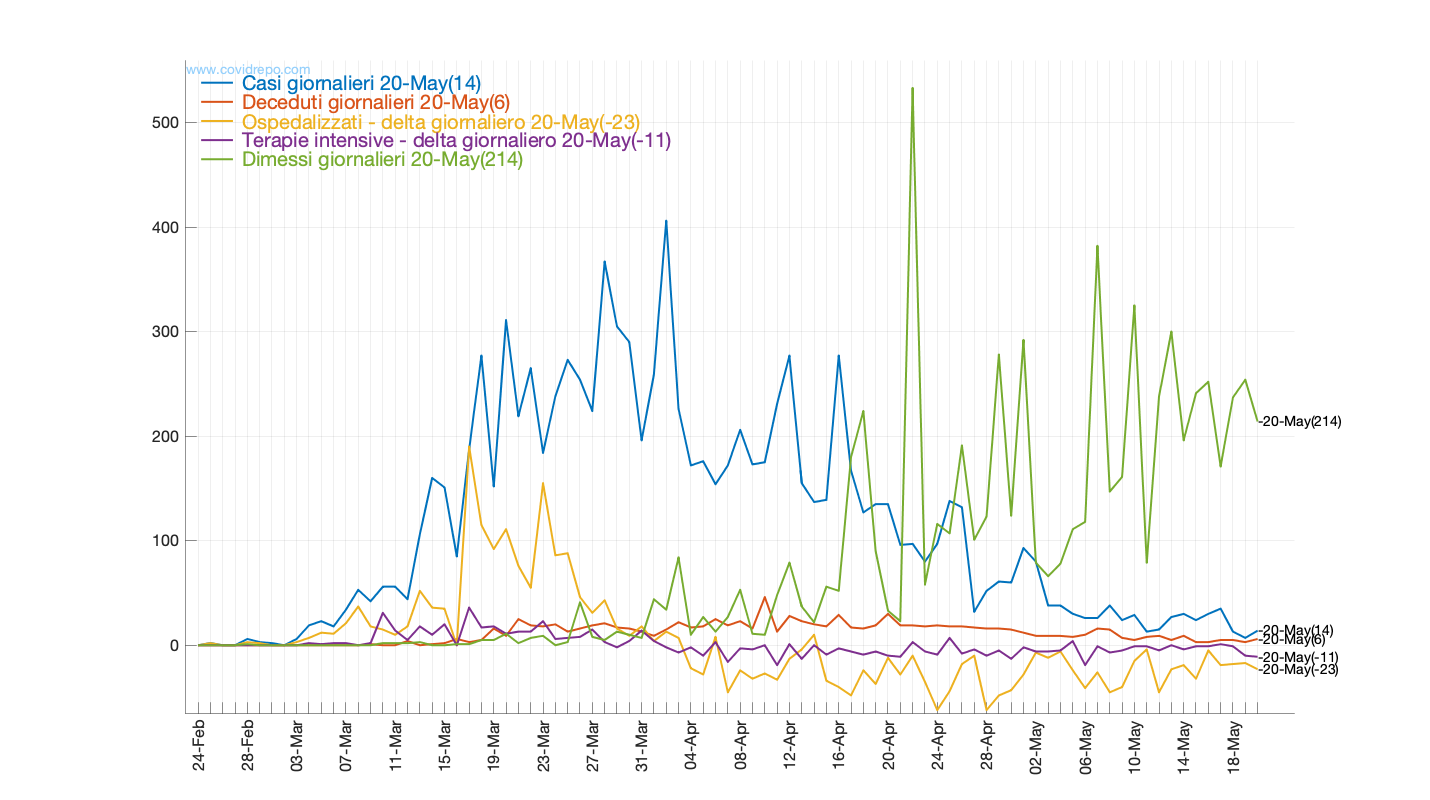 www.covidrepo.com
Casi giornalieri 20-May(14)
Deceduti giornalieri 20-May(6)
Ospedalizzati - delta giornaliero 20-May(-23)
Terapie intensive - delta giornaliero 20-May(-11)
Dimessi giornalieri 20-May(214)
500
400
300
200
100
0
-20-May(214)
-20-May(14)
-20-May(6)
-20-May(-11)
-20-May(-23)
24-Feb
28-Feb
03-Mar
07-Mar
11-Mar
15-Mar
19-Mar
23-Mar
27-Mar
31-Mar
04-Apr
08-Apr
12-Apr
16-Apr
20-Apr
24-Apr
28-Apr
02-May
06-May
10-May
14-May
18-May